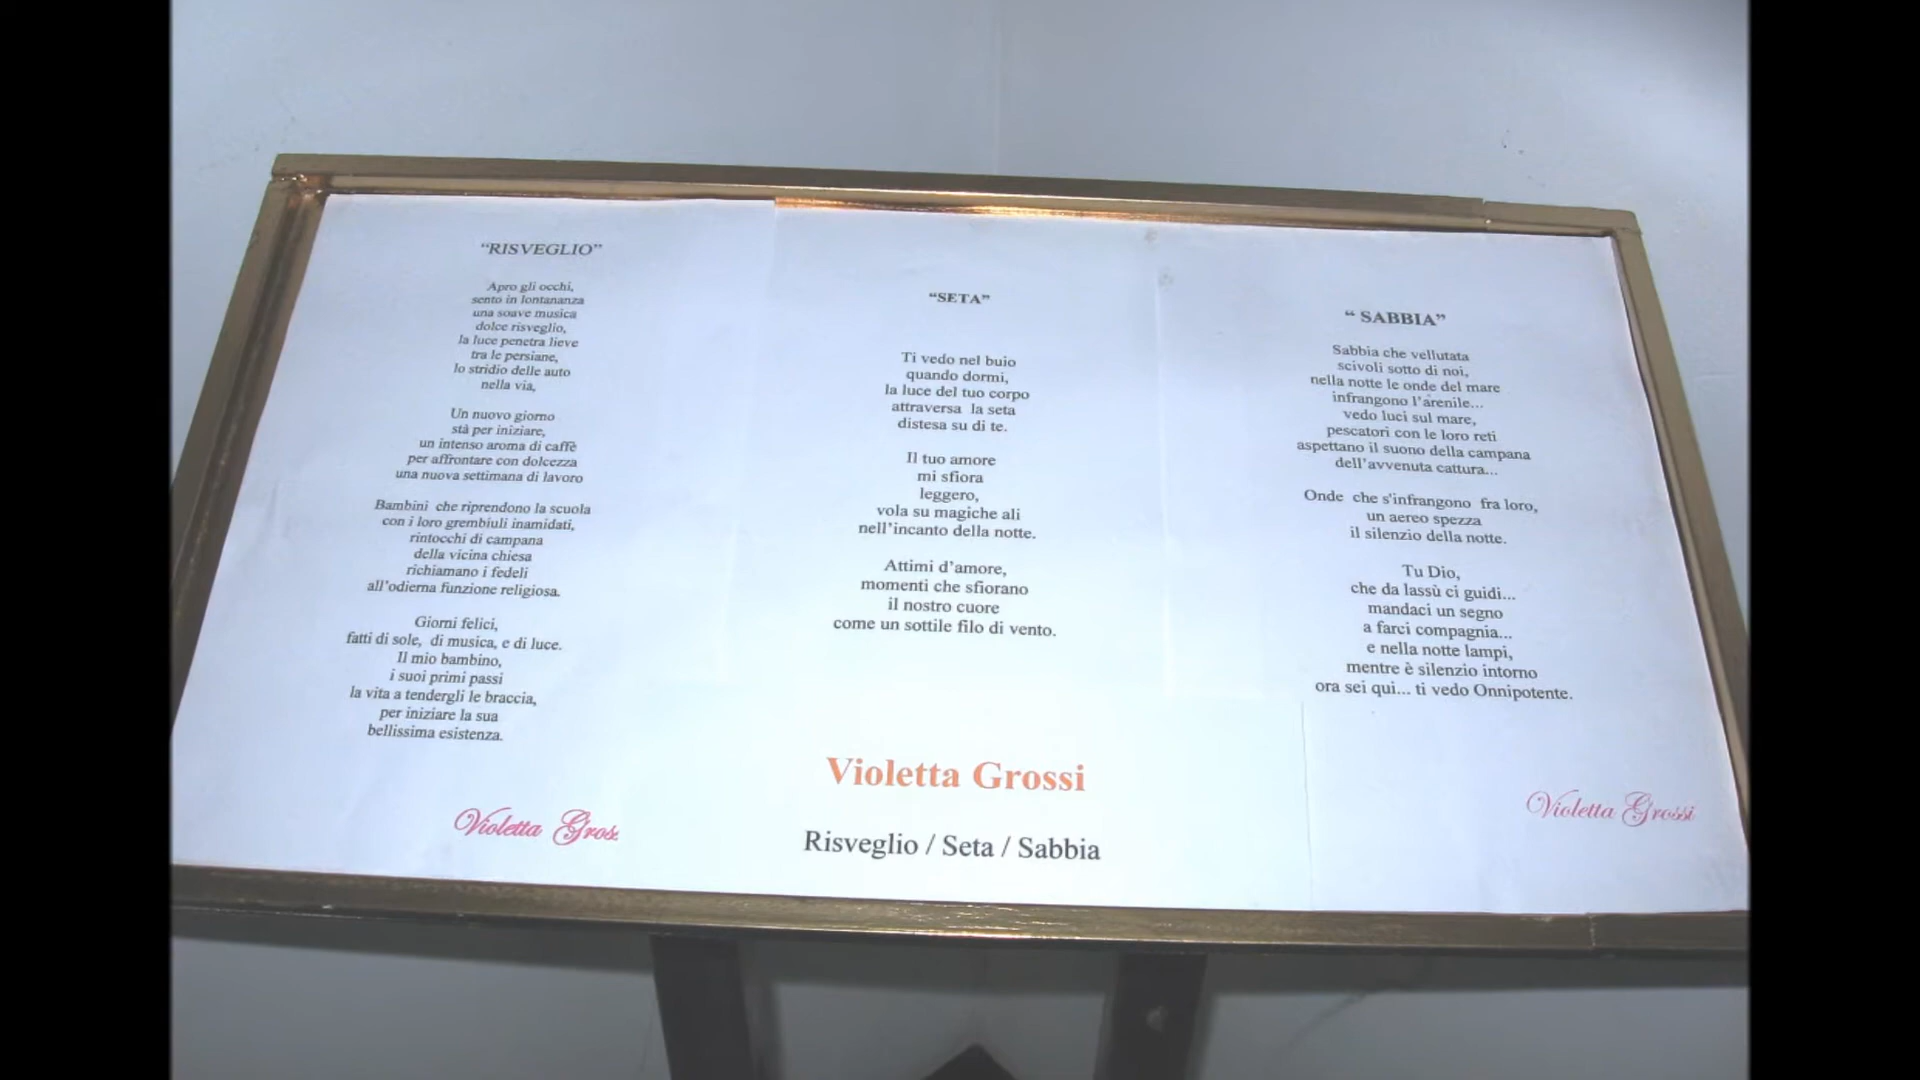 “RISVEGLIO”
Apro gli occhi,
sento in lontananza
una soave musica
dolce risveglio,
la luce penetra lieve
tra le persiane,
lo stridio delle auto
nella via,
Un nuovo giorno
stà per iniziare,
un intenso aroma di caffè
per affrontare con dolcezza
una nuova settimana di lavoro
Bambini che riprendono la scuola
con i loro grembiuli inamidati,
rintocchi di campana
della vicina chiesa
richiamano i fedeli
all’odierna funzione religiosa.
Giorni felici,
fatti di sole, di musica, e di luce.
Il mio bambino,
i suoi primi passi
la vita a tendergli le braccia,
per iniziare la sua
bellissima esistenza.
Violetta Gros
“SETA”
Ti vedo nel buio
quando dormi,
la luce del tuo corpo
attraversa la seta
distesa su di te.
Il tuo amore
mi sfiora
leggero,
vola su magiche ali
nell’incanto della notte.
Attimi d’amore,
momenti che sfiorano
il nostro cuore
come un sottile filo di vento.
Violetta Grossi
Risveglio / Seta / Sabbia
“ SABBIA”
Sabbia che vellutata
scivoli sotto di noi,
nella notte le onde del mare
infrangono l’arenile...
vedo luci sul mare,
pescatori con le loro reti
aspettano il suono della campana
dell’avvenuta cattura...
Onde che s'infrangono fra loro,
un aereo spezza
il silenzio della notte.
Tu Dio,
che da lassù ci guidi...
mandaci un segno
a farci compagnia...
e nella notte lampi,
mentre è silenzio intorno
ora sei qui... ti vedo Onnipotente.
Violetta Grossi